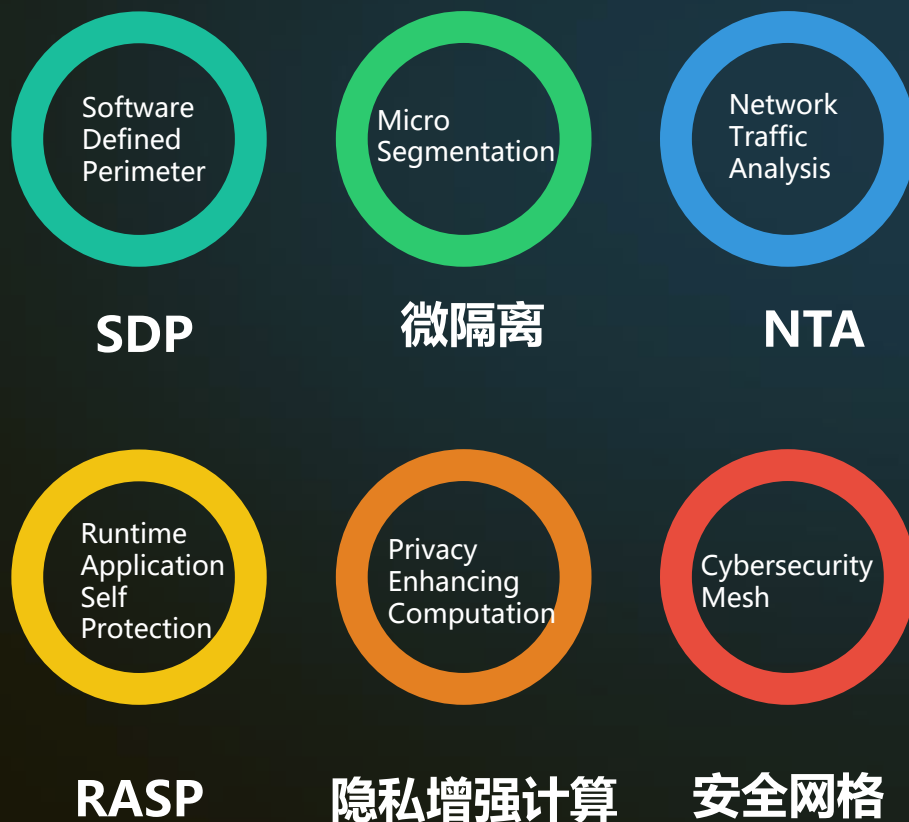 Software
Defined
Perimeter
Micro
Segmentation
Network
Traffic
Analysis
SDP
微隔离
NTA
Runtime
Application
Self
Protection
Privacy
Enhancing
Computation
Cybersecurity
Mesh
RASP
隐私增强计算
安全网格